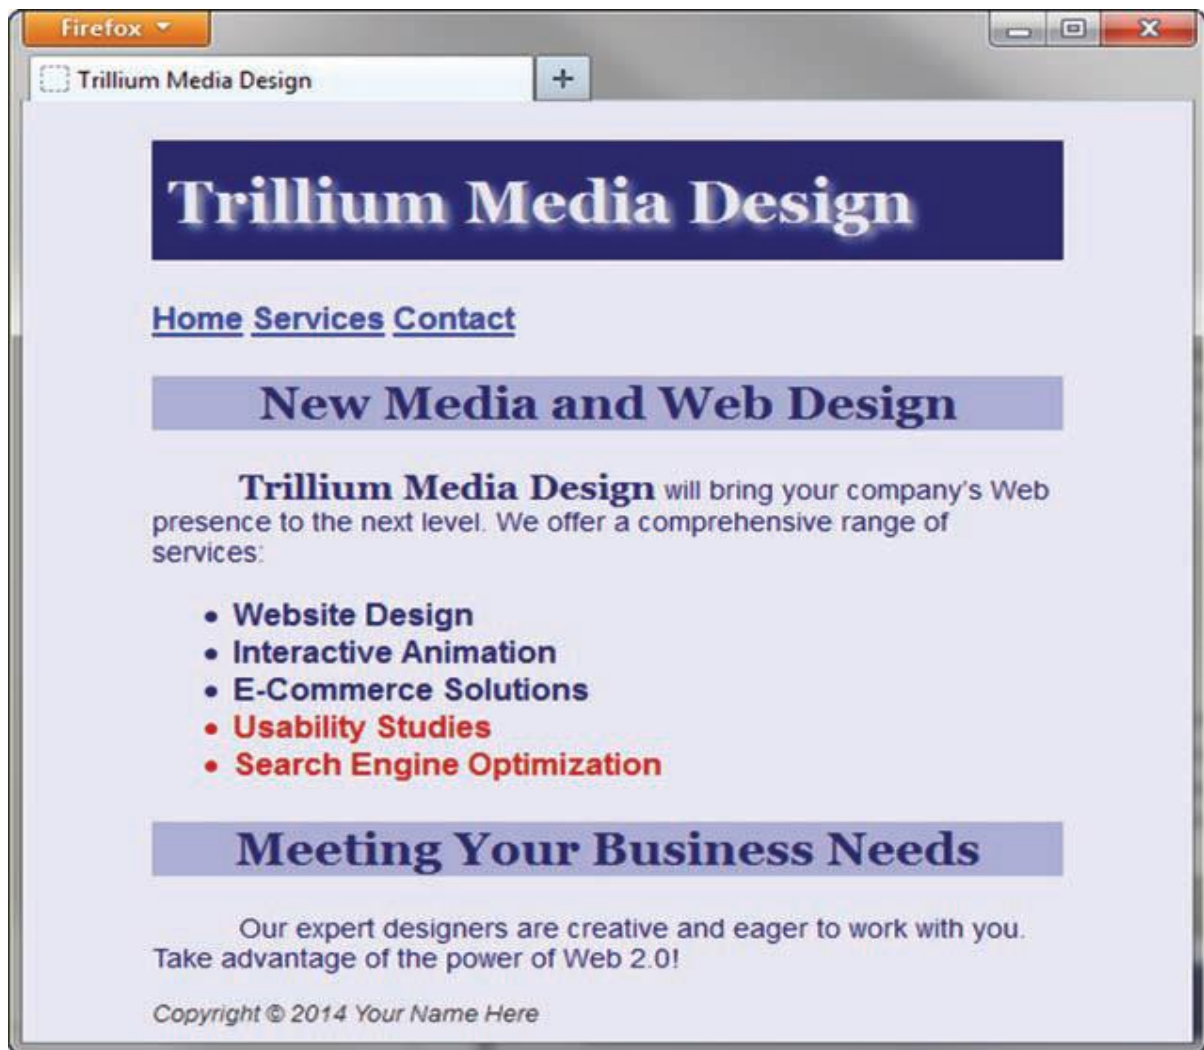 Firefox
Trillium Media Design
Trillium Media Design
Home Services Contact
New Media and Web Design
Trillium Media Design will bring your company's Web
presence to the next level. We offer a comprehensive range of
services:
• Website Design
• Interactive Animation
• E-Commerce Solutions
• Usability Studies
• Search Engine Optimization
Meeting Your Business Needs
Our expert designers are creative and eager to work with you.
Take advantage of the power of Web 2.0!
Copyright © 2014 Your Name Here